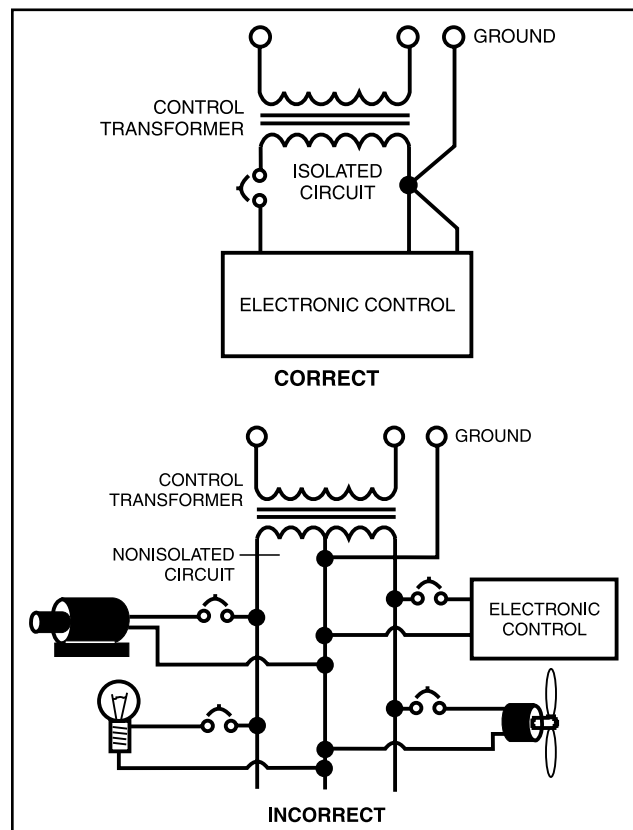 GROUND
CONTROL
TRANSFORMER
ISOLATED
CIRCUIT
ELECTRONIC CONTROL
CORRECT
GROUND
CONTROL
TRANSFORMER
NONISOLATED
CIRCUIT
ELECTRONIC
CONTROL
INCORRECT